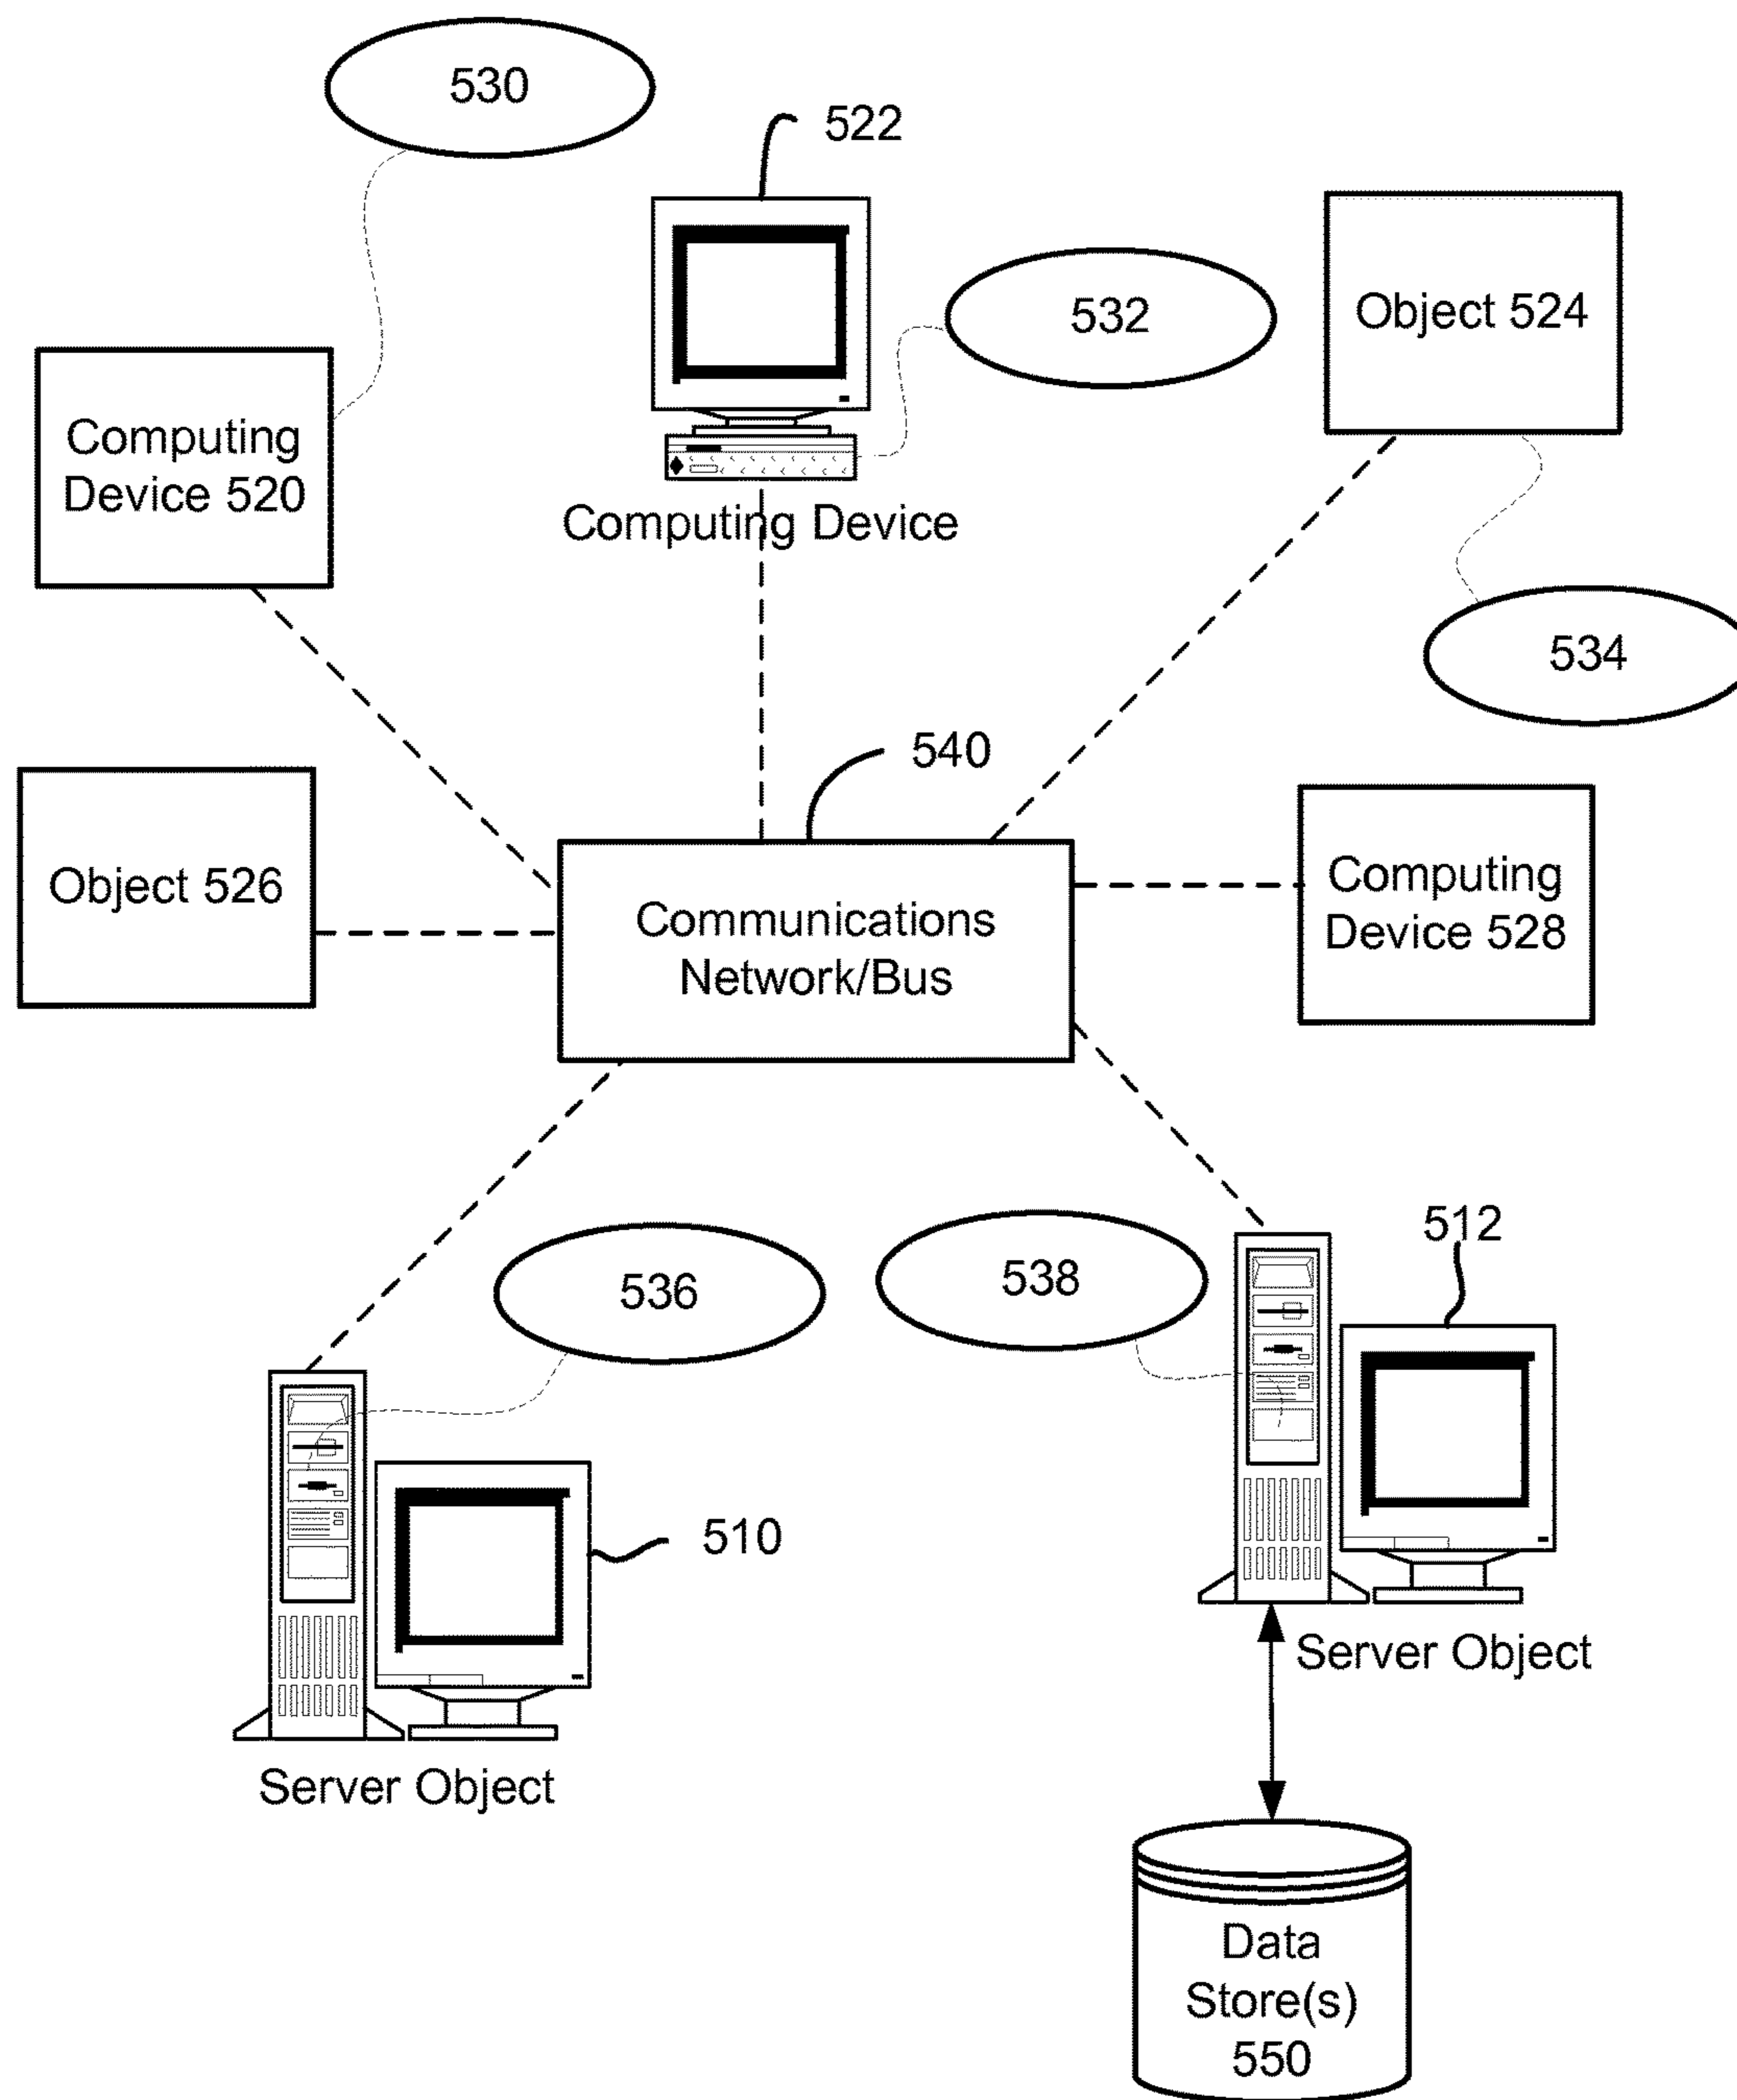 530
522
532
Object 524
Computing
Device 520
Computing Device
534
540
Object 526
Communications
Network/Bus
Computing
Device 528
536
538
512
510
Server Object
Server Object
Data
Store(s)
550